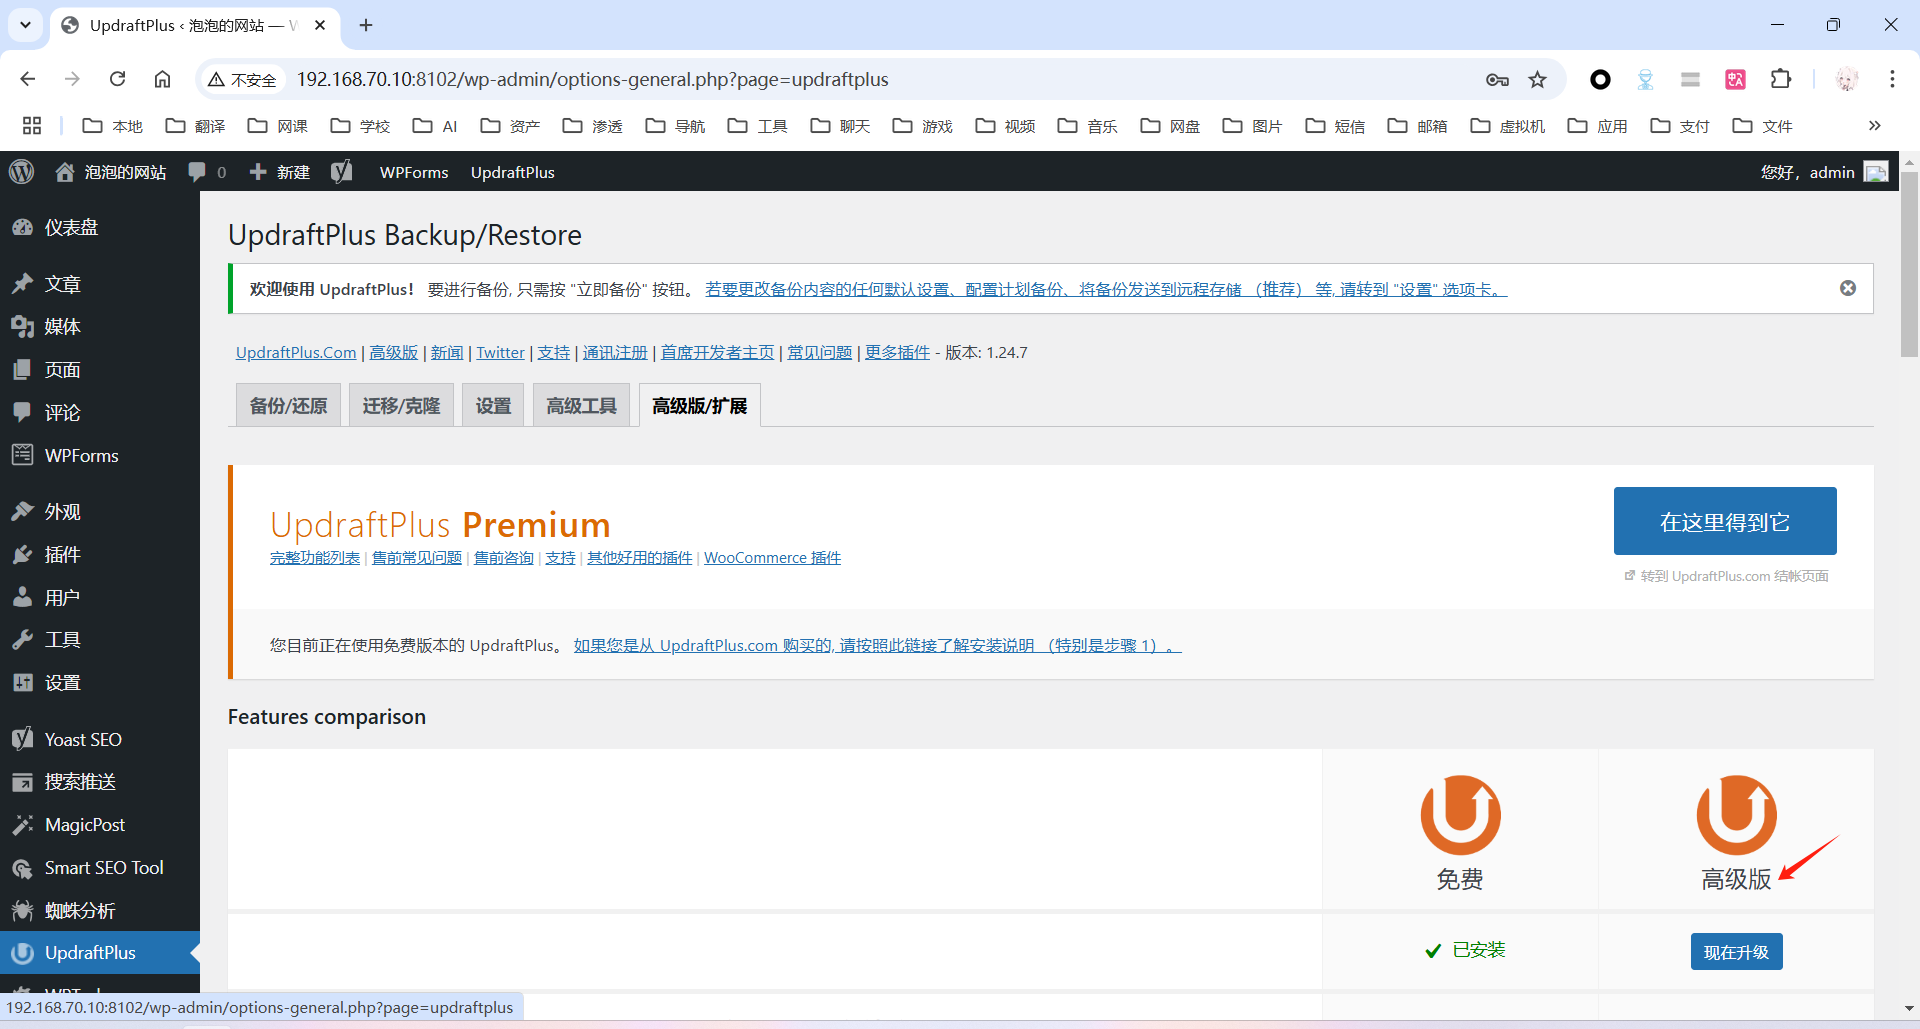 UpdraftPlus ‹ 泡泡的网站 — W
不安全
192.168.70.10:8102/wp-admin/options-general.php?page=updraftplus
本地 翻译 网课 学校 AI 资产 渗透 导航 工具 聊天 游戏 视频 音乐 网盘 图片 短信 邮箱 虚拟机 应用 支付 文件
泡泡的网站 0 新建 WPForms UpdraftPlus 您好，admin
仪表盘
文章
媒体
页面
评论
WPForms
外观
插件
用户
工具
设置
Yoast SEO
搜索推送
MagicPost
Smart SEO Tool
蜘蛛分析
UpdraftPlus
UpdraftPlus Backup/Restore
欢迎使用 UpdraftPlus！ 要进行备份, 只需按 "立即备份" 按钮。 若要更改备份内容的任何默认设置、配置计划备份、将备份发送到远程存储 （推荐） 等, 请转到 "设置" 选项卡。
UpdraftPlus.Com | 高级版 | 新闻 | Twitter | 支持 | 通讯注册 | 首席开发者主页 | 常见问题 | 更多插件 - 版本: 1.24.7
备份/还原 迁移/克隆 设置 高级工具 高级版/扩展
UpdraftPlus Premium
完整功能列表 | 售前常见问题 | 售前咨询 | 支持 | 其他好用的插件 | WooCommerce 插件
在这里得到它
转到 UpdraftPlus.com 结帐页面
您目前正在使用免费版本的 UpdraftPlus。 如果您是从 UpdraftPlus.com 购买的, 请按照此链接了解安装说明 （特别是步骤 1） 。
Features comparison
免费 高级版
已安装 现在升级
192.168.70.10:8102/wp-admin/options-general.php?page=updraftplus